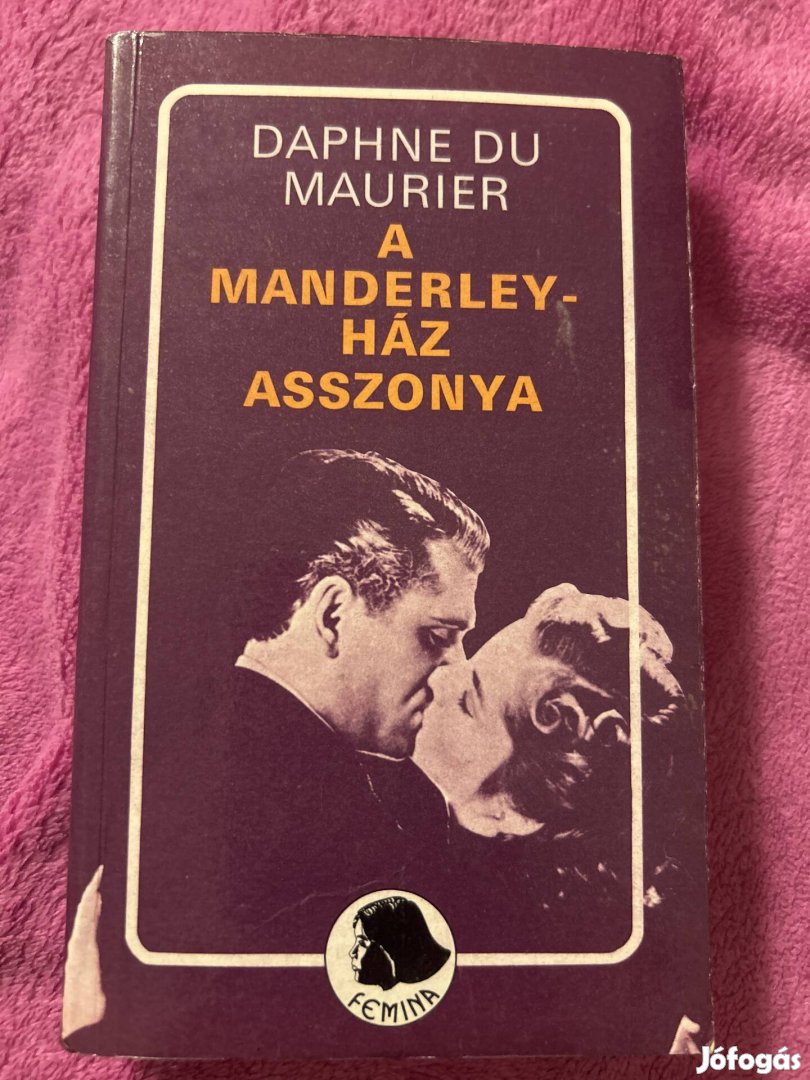 DAPHNE DU
MAURIER
A
MANDERLEY-
HÁZ
ASSZONYA
FEMINA
Jófogás